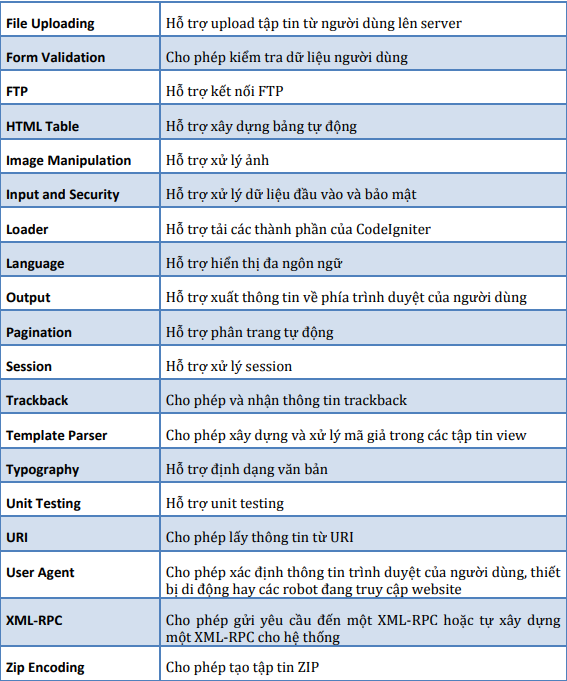 File Uploading Hỗ trợ upload tập tin từ người dùng lên server
Form Validation Cho phép kiểm tra dữ liệu người dùng
FTP Hỗ trợ kết nối FTP
HTML Table Hỗ trợ xây dựng bảng tự động
Image Manipulation Hỗ trợ xử lý ảnh
Input and Security Hỗ trợ xử lý dữ liệu đầu vào và bảo mật
Loader Hỗ trợ tải các thành phần của CodeIgniter
Language Hỗ trợ hiển thị đa ngôn ngữ
Output Hỗ trợ xuất thông tin về phía trình duyệt của người dùng
Pagination Hỗ trợ phân trang tự động
Session Hỗ trợ xử lý session
Trackback Cho phép và nhận thông tin trackback
Template Parser Cho phép xây dựng và xử lý mã giả trong các tập tin view
Typography Hỗ trợ định dạng văn bản
Unit Testing Hỗ trợ unit testing
URI Cho phép lấy thông tin từ URI
User Agent Cho phép xác định thông tin trình duyệt của người dùng, thiết
bị di động hay các robot đang truy cập website
XML-RPC Cho phép gửi yêu cầu đến một XML-RPC hoặc tự xây dựng
một XML-RPC cho hệ thống
Zip Encoding Cho phép tạo tập tin ZIP